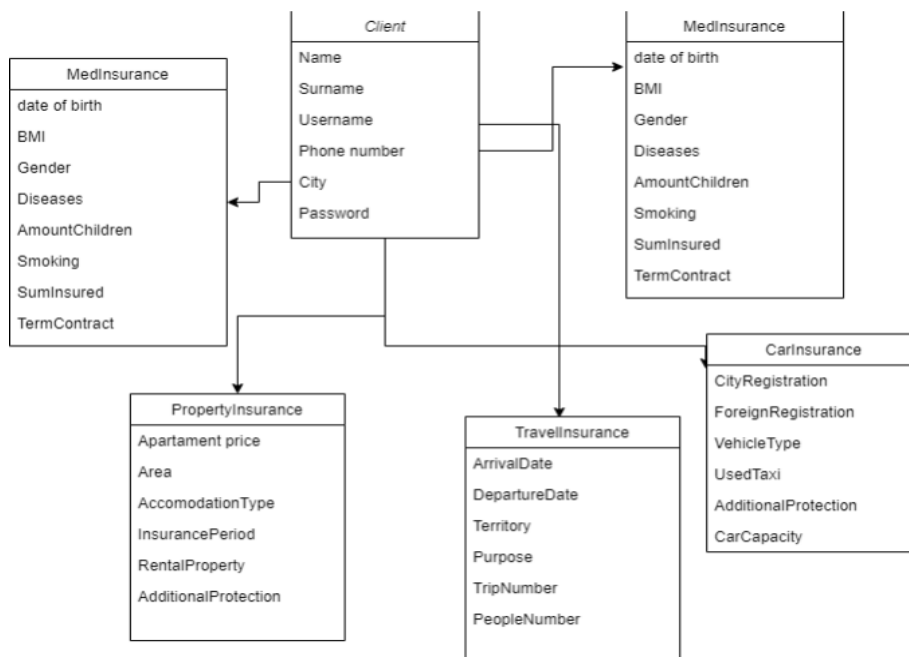 Client
Name
Surname
Username
Phone number
City
Password
MedInsurance
date of birth
BMI
Gender
Diseases
AmountChildren
Smoking
SumInsured
TermContract
MedInsurance
date of birth
BMI
Gender
Diseases
AmountChildren
Smoking
SumInsured
TermContract
PropertyInsurance
Apartament price
Area
AccomodationType
InsurancePeriod
RentalProperty
AdditionalProtection
TravelInsurance
ArrivalDate
DepartureDate
Territory
Purpose
TripNumber
PeopleNumber
CarInsurance
CityRegistration
ForeignRegistration
VehicleType
UsedTaxi
AdditionalProtection
CarCapacity